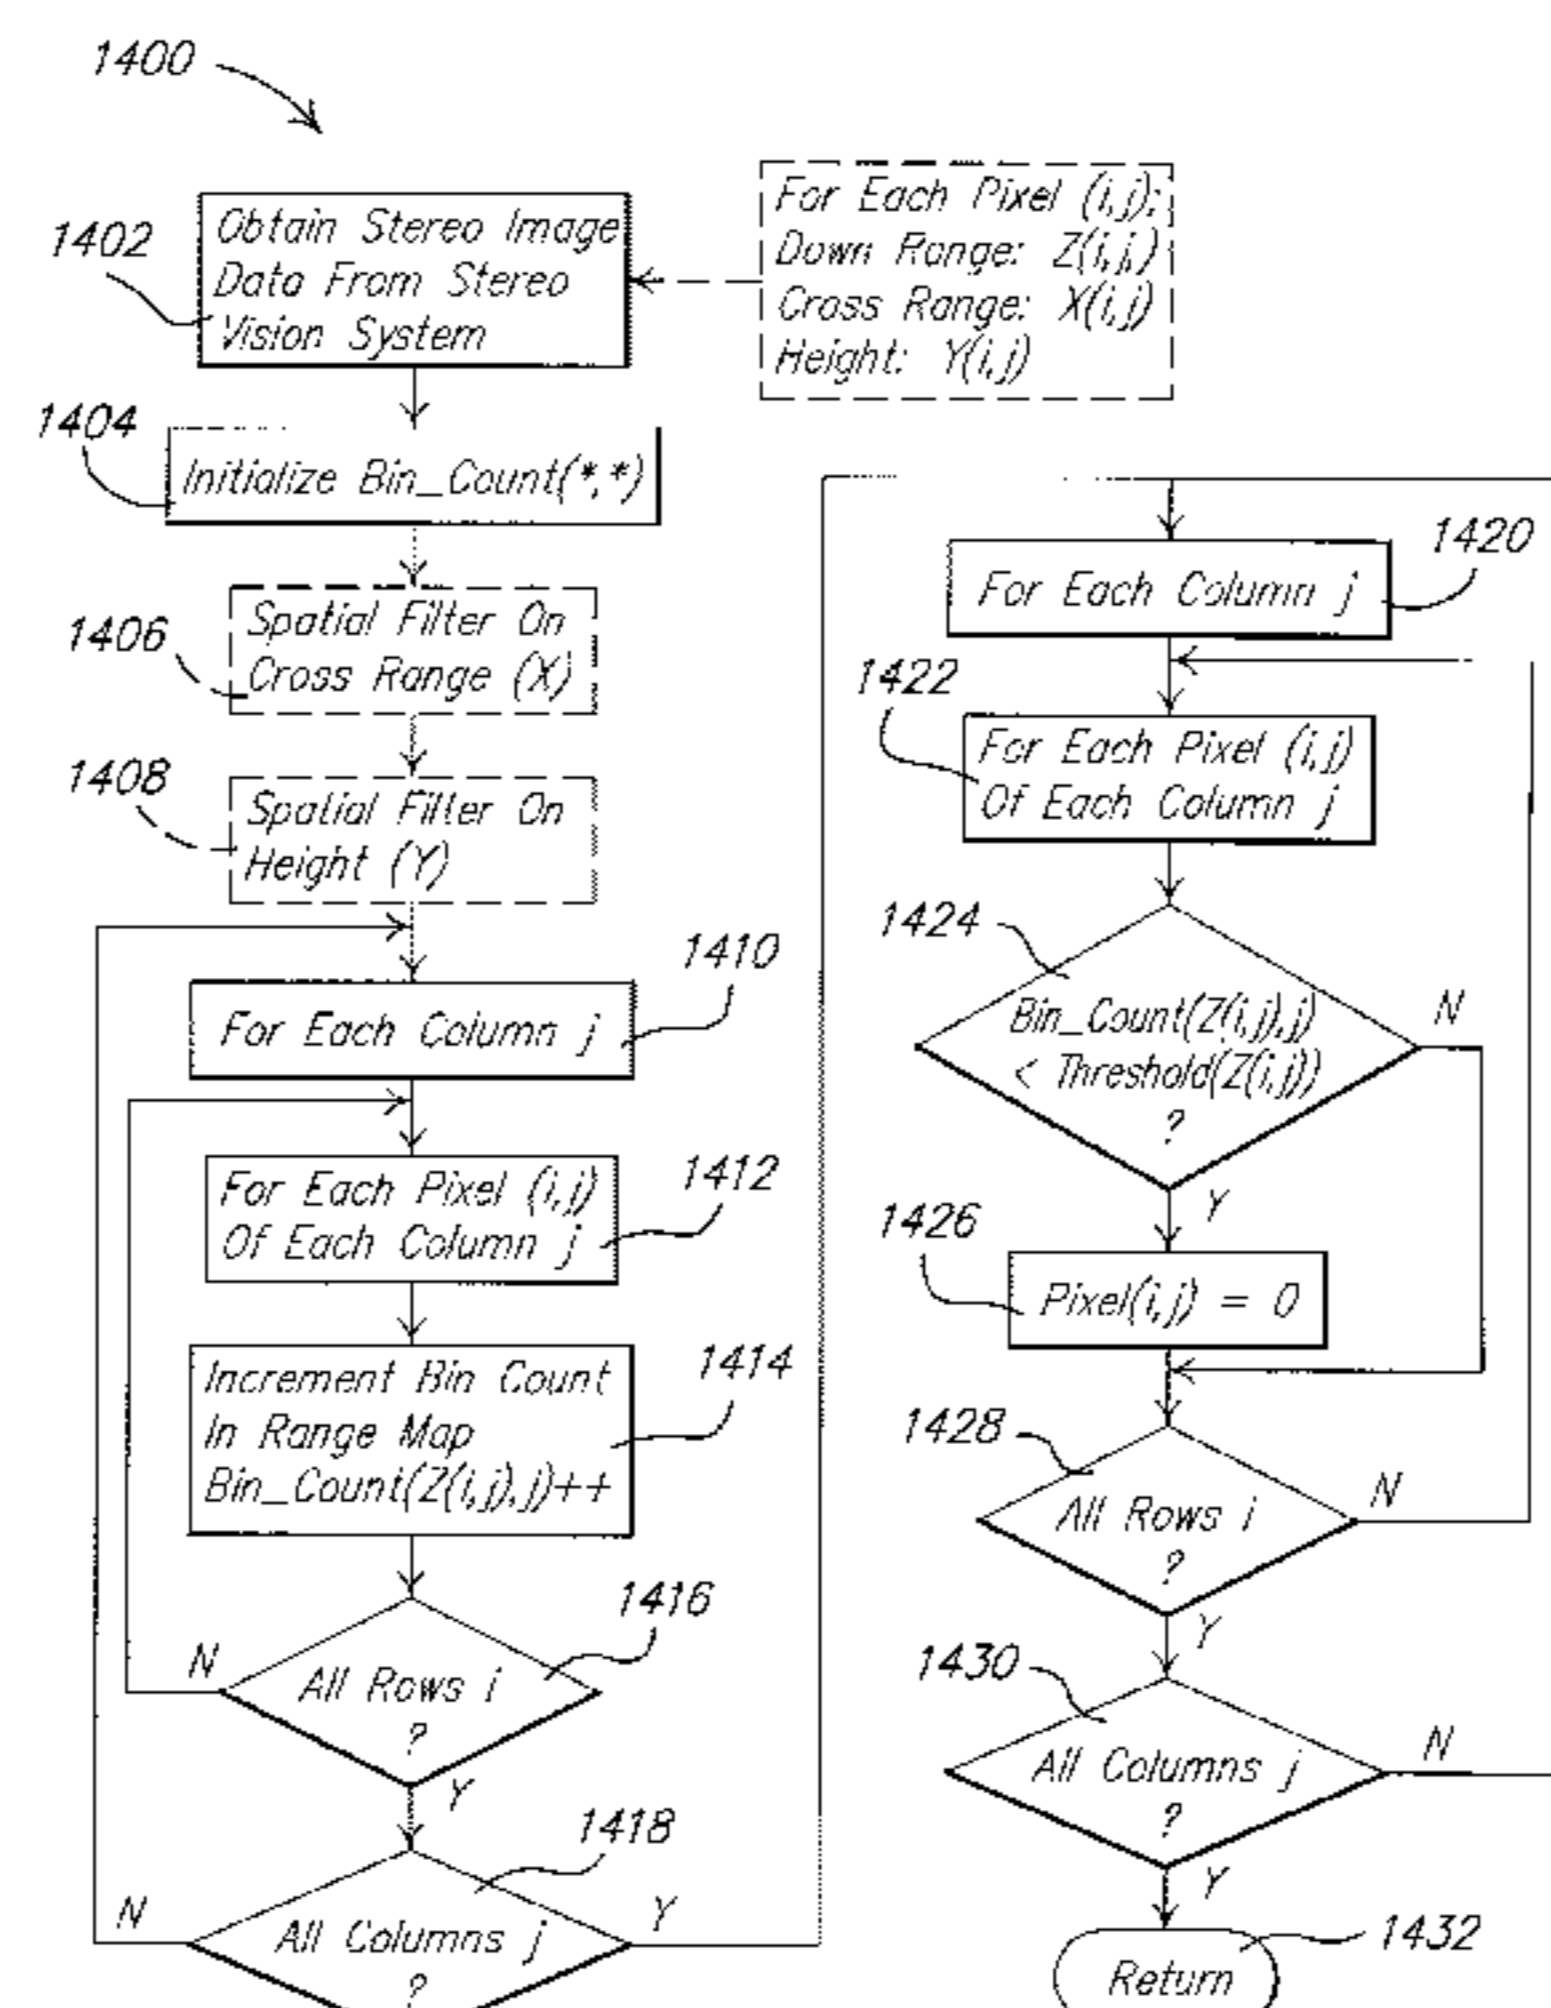 1400
1402
Obtain Stereo Image
Data From Stereo
Vision System
For Each Pixel (i,j);
Down Range: Z(i,j,)
Cross Range: X(i,j)
Height: Y(i,j)
1404
Initialize Bin_Count(*,*)
1406
Spatial Filter On
Cross Range (X)
1408
Spatial Filter On
Height (Y)
1410
For Each Column j
1412
For Each Pixel (i,j)
Of Each Column j
1414
Increment Bin Count
In Range Map
Bin_Count(Z(i,j),j)++
1416
N
All Rows i
?
Y
1418
N
All Columns j
?
Y
1420
For Each Column j
1422
For Each Pixel (i,j)
Of Each Column j
1424
Bin_Count(Z(i,j),j)
< Threshold(Z(i,j))
?
N
Y
1426
Pixel(i,j) = 0
1428
All Rows i
?
N
Y
1430
All Columns j
?
N
Y
1432
Return